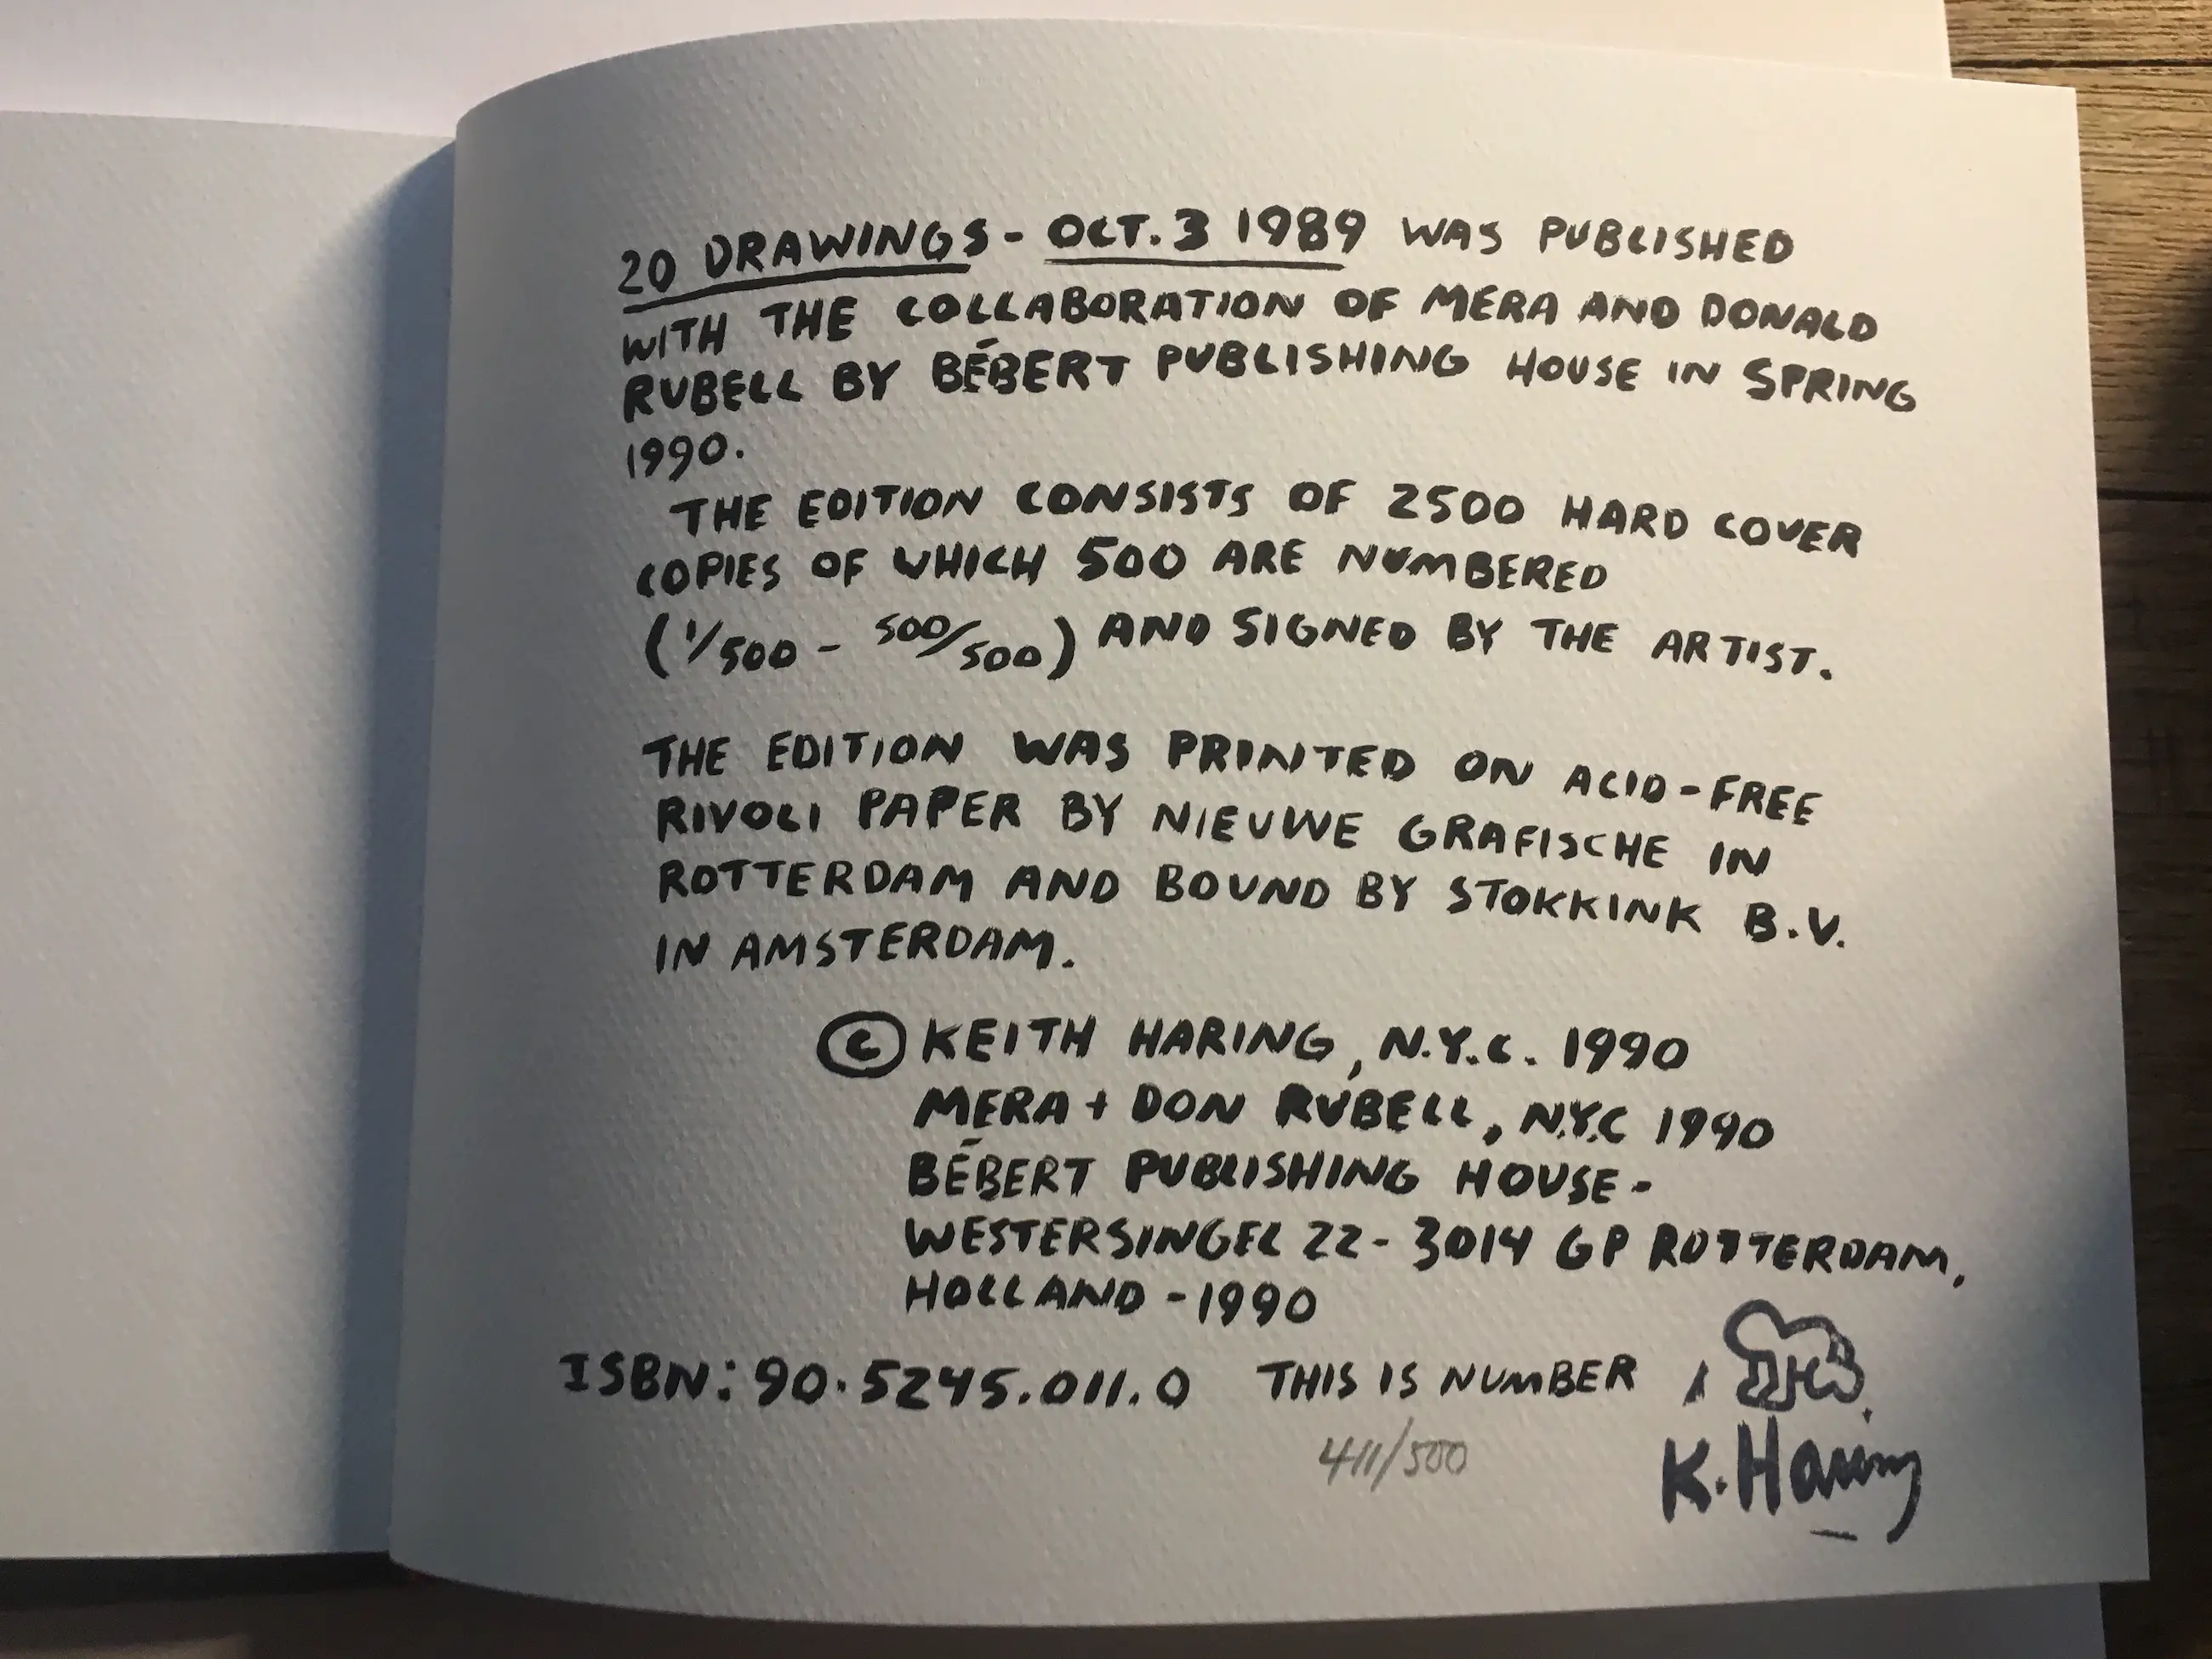 20 DRAWINGS - OCT. 3 1989 WAS PUBLISHED
WITH THE COLLABORATION OF MERA AND DONALD
RUBELL BY BÉBERT PUBLISHING HOUSE IN SPRING
1990.
THE EDITION CONSISTS OF 2500 HARD COVER
COPIES OF WHICH 500 ARE NUMBERED
(1/500 - 500/500) AND SIGNED BY THE ARTIST.
THE EDITION WAS PRINTED ON ACID-FREE
RIVOLI PAPER BY NIEUWE GRAFISCHE IN
ROTTERDAM AND BOUND BY STOKKINK B.V.
IN AMSTERDAM.
© KEITH HARING, N.Y.C. 1990
MERA + DON RUBELL, N.Y.C 1990
BÉBERT PUBLISHING HOUSE -
WESTERSINGEL 22 - 3014 GP ROTTERDAM,
HOLLAND - 1990
ISBN: 90.5245.011.0 THIS IS NUMBER
411/500
K. Haring